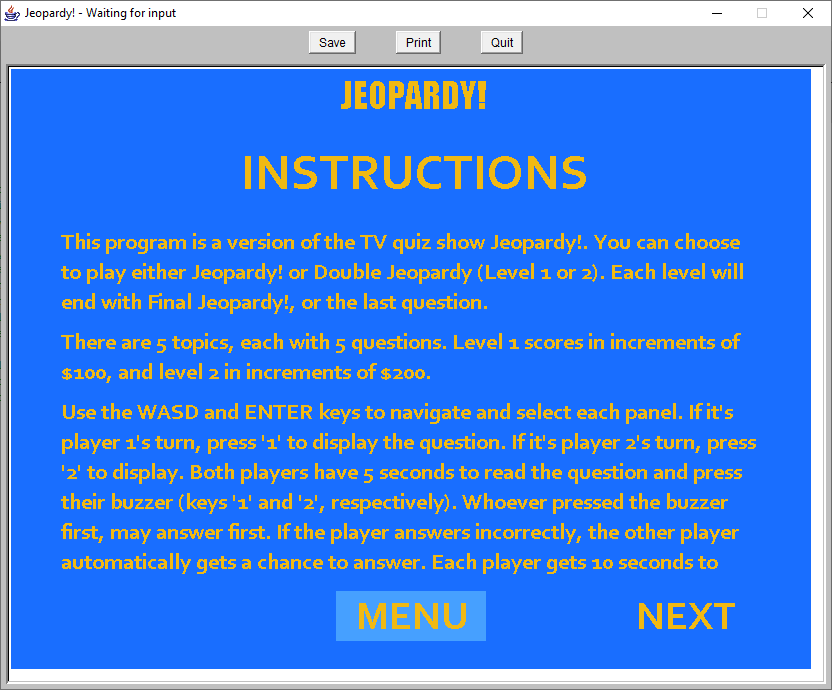 Jeopardy! - Waiting for input
Save Print Quit
JEOPARDY!
INSTRUCTIONS
This program is a version of the TV quiz show Jeopardy!. You can choose
to play either Jeopardy! or Double Jeopardy (Level 1 or 2). Each level will
end with Final Jeopardy!, or the last question.
There are 5 topics, each with 5 questions. Level 1 scores in increments of
$100, and level 2 in increments of $200.
Use the WASD and ENTER keys to navigate and select each panel. If it's
player 1's turn, press '1' to display the question. If it's player 2's turn, press
'2' to display. Both players have 5 seconds to read the question and press
their buzzer (keys '1' and '2', respectively). Whoever pressed the buzzer
first, may answer first. If the player answers incorrectly, the other player
automatically gets a chance to answer. Each player gets 10 seconds to
MENU NEXT